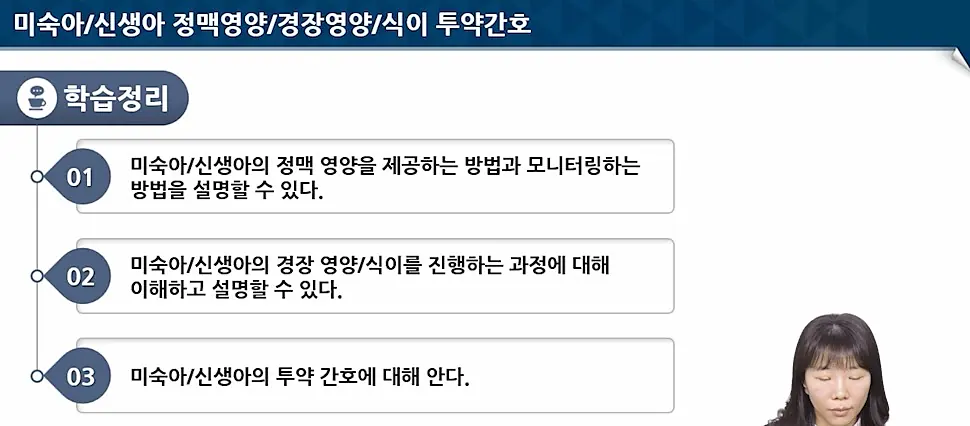 미숙아/신생아 정맥영양/경장영양/식이 투약간호
학습정리
01
미숙아/신생아의 정맥 영양을 제공하는 방법과 모니터링하는
방법을 설명할 수 있다.
02
미숙아/신생아의 경장 영양/식이를 진행하는 과정에 대해
이해하고 설명할 수 있다.
03
미숙아/신생아의 투약 간호에 대해 안다.